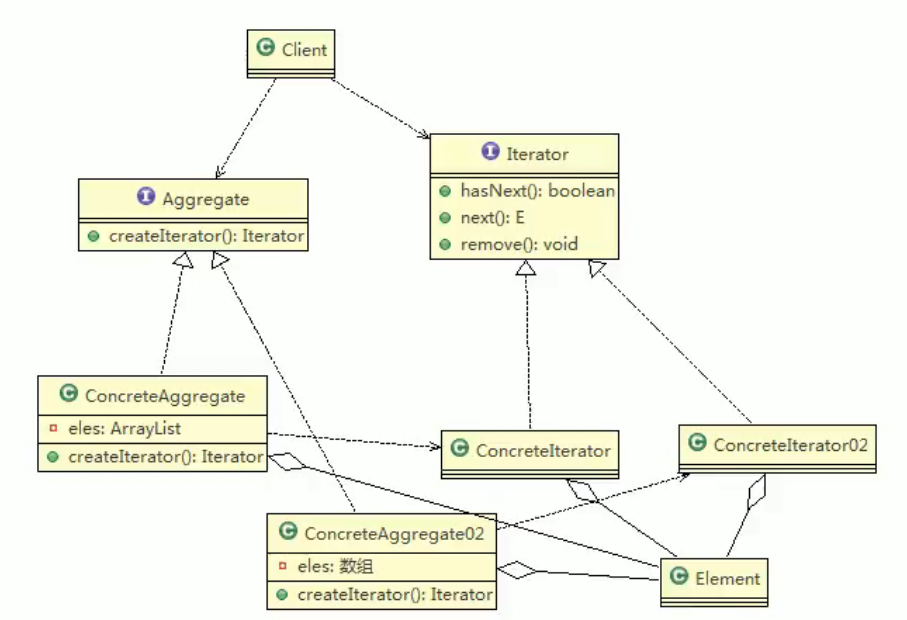 C Client
I Iterator
hasNext(): boolean
next(): E
remove(): void
I Aggregate
createIterator(): Iterator
C ConcreteAggregate
eles: ArrayList
createIterator(): Iterator
C ConcreteIterator
C ConcreteIterator02
C ConcreteAggregate02
eles: 数组
createIterator(): Iterator
C Element